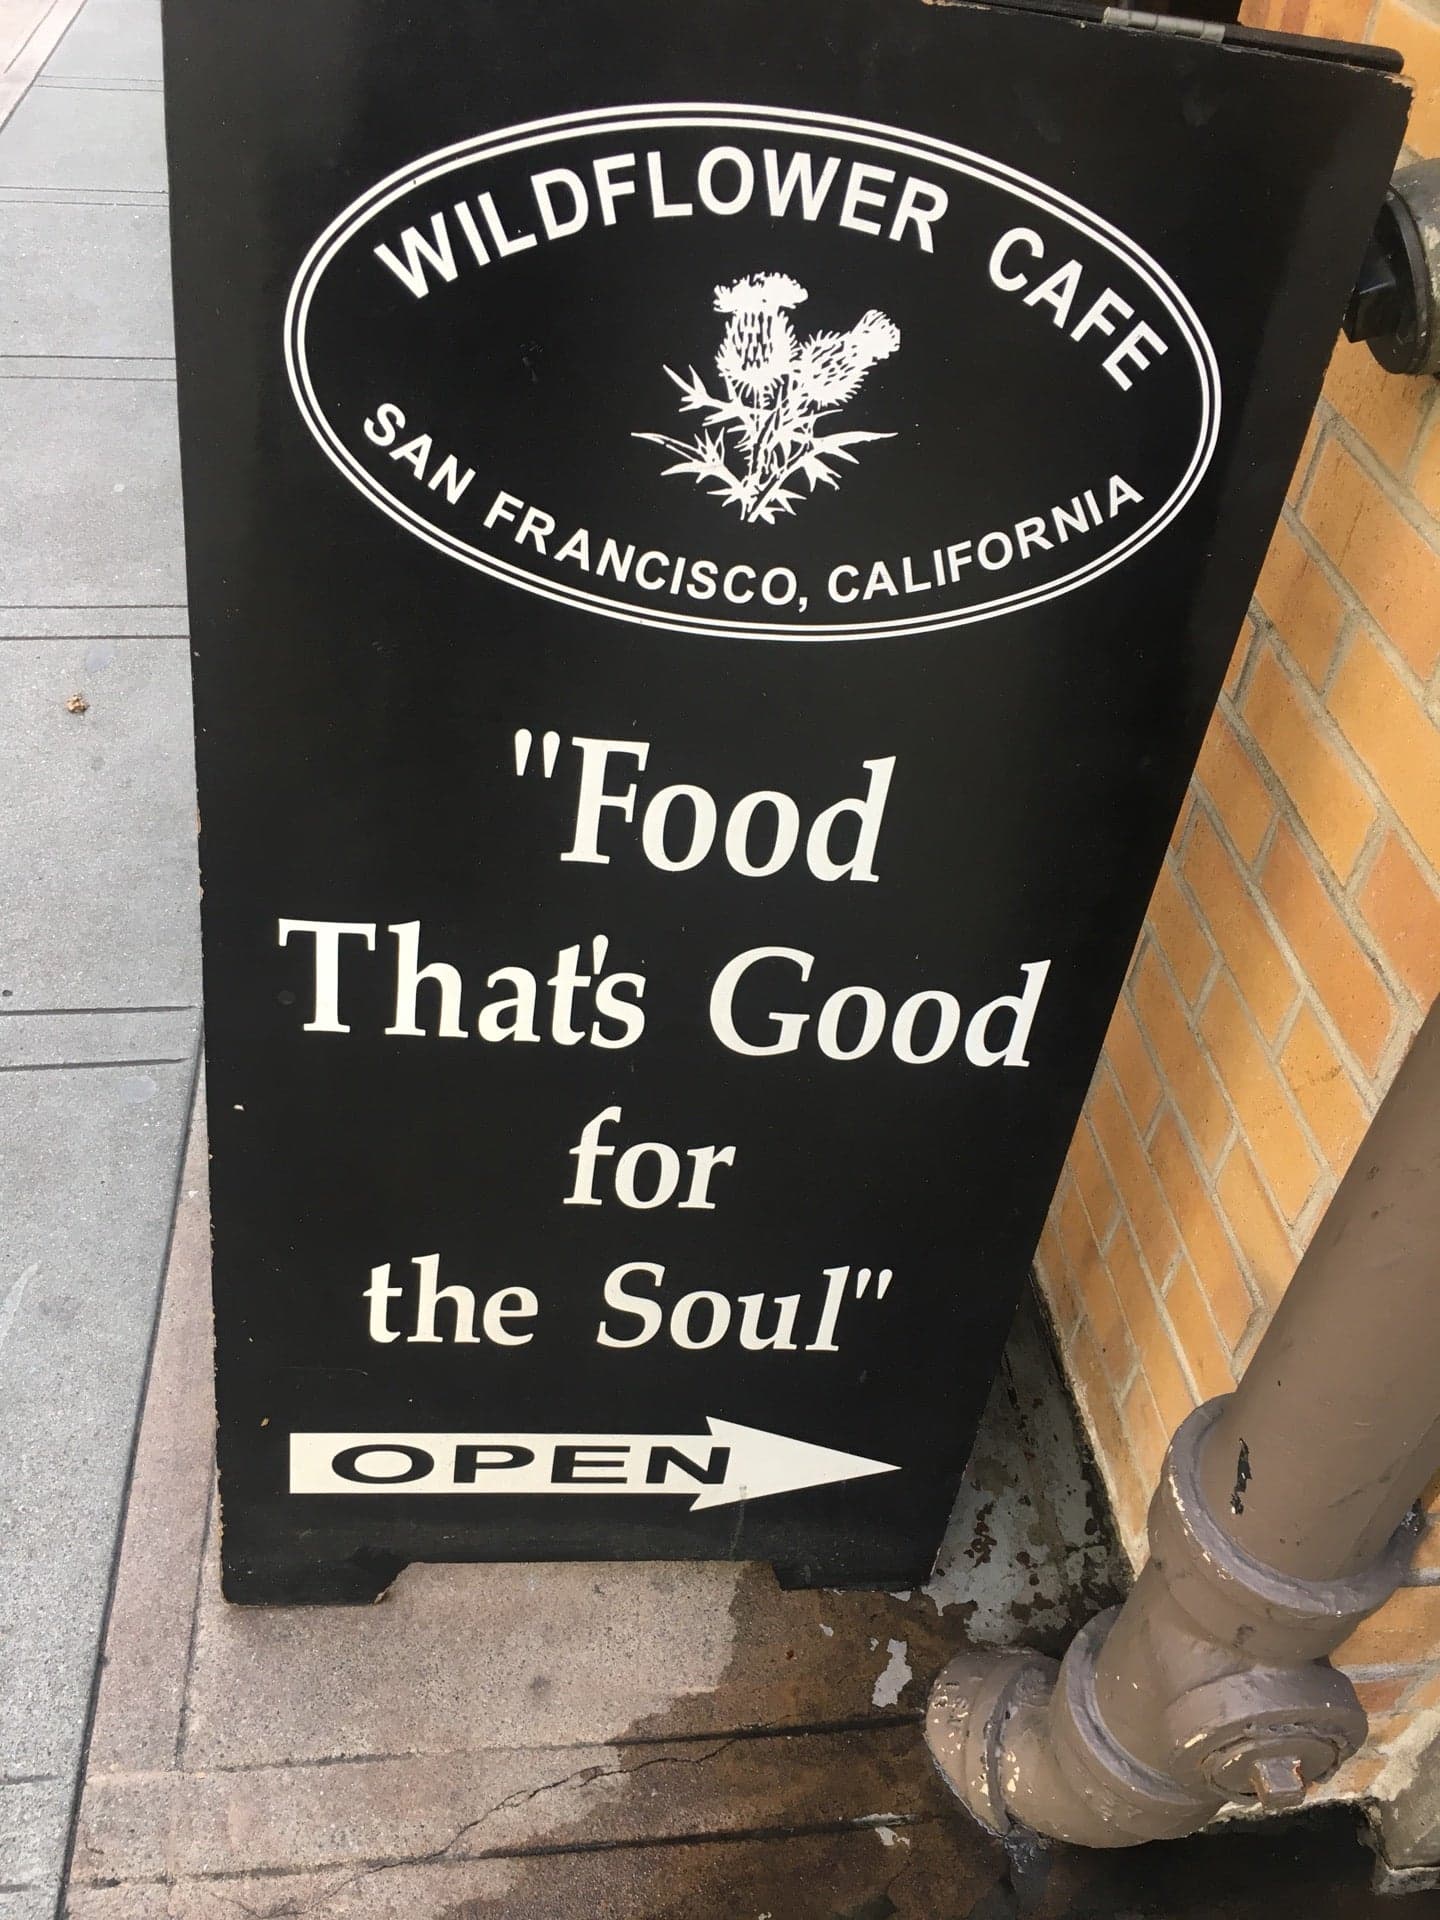 WILDFLOWER CAFE
SAN FRANCISCO, CALIFORNIA
"Food
That's Good
for
the Soul"
OPEN